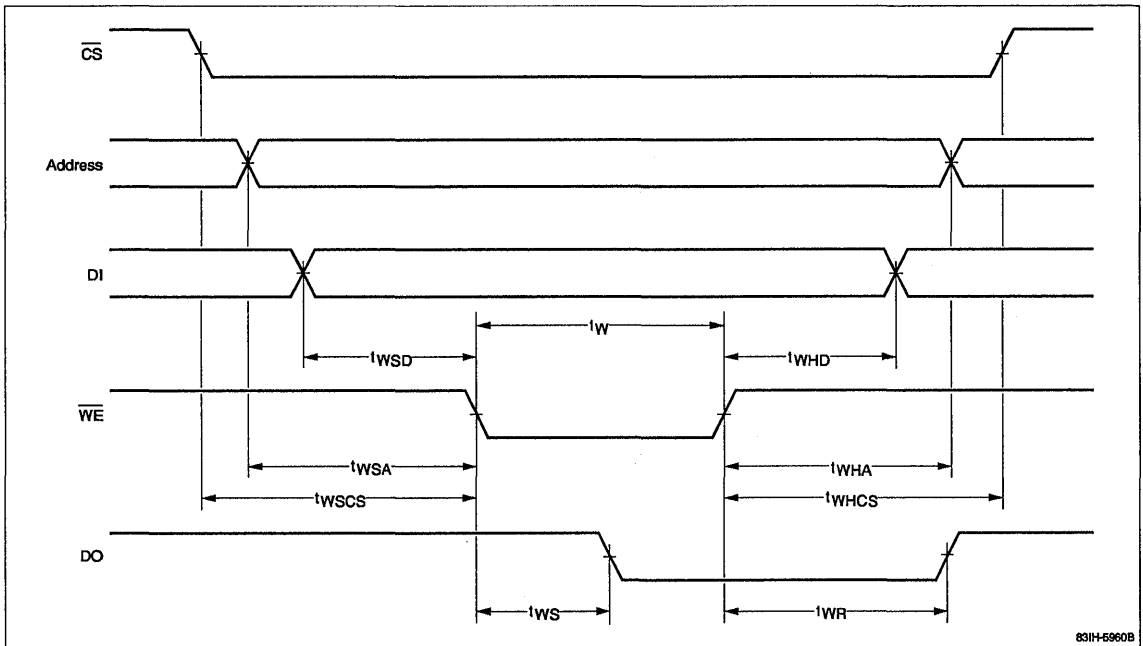 CS
Address
DI
tW
tWSD
tWHD
WE
tWSA
tWHA
tWSCS
tWHCS
DO
tWS
tWR
83IH-5960B